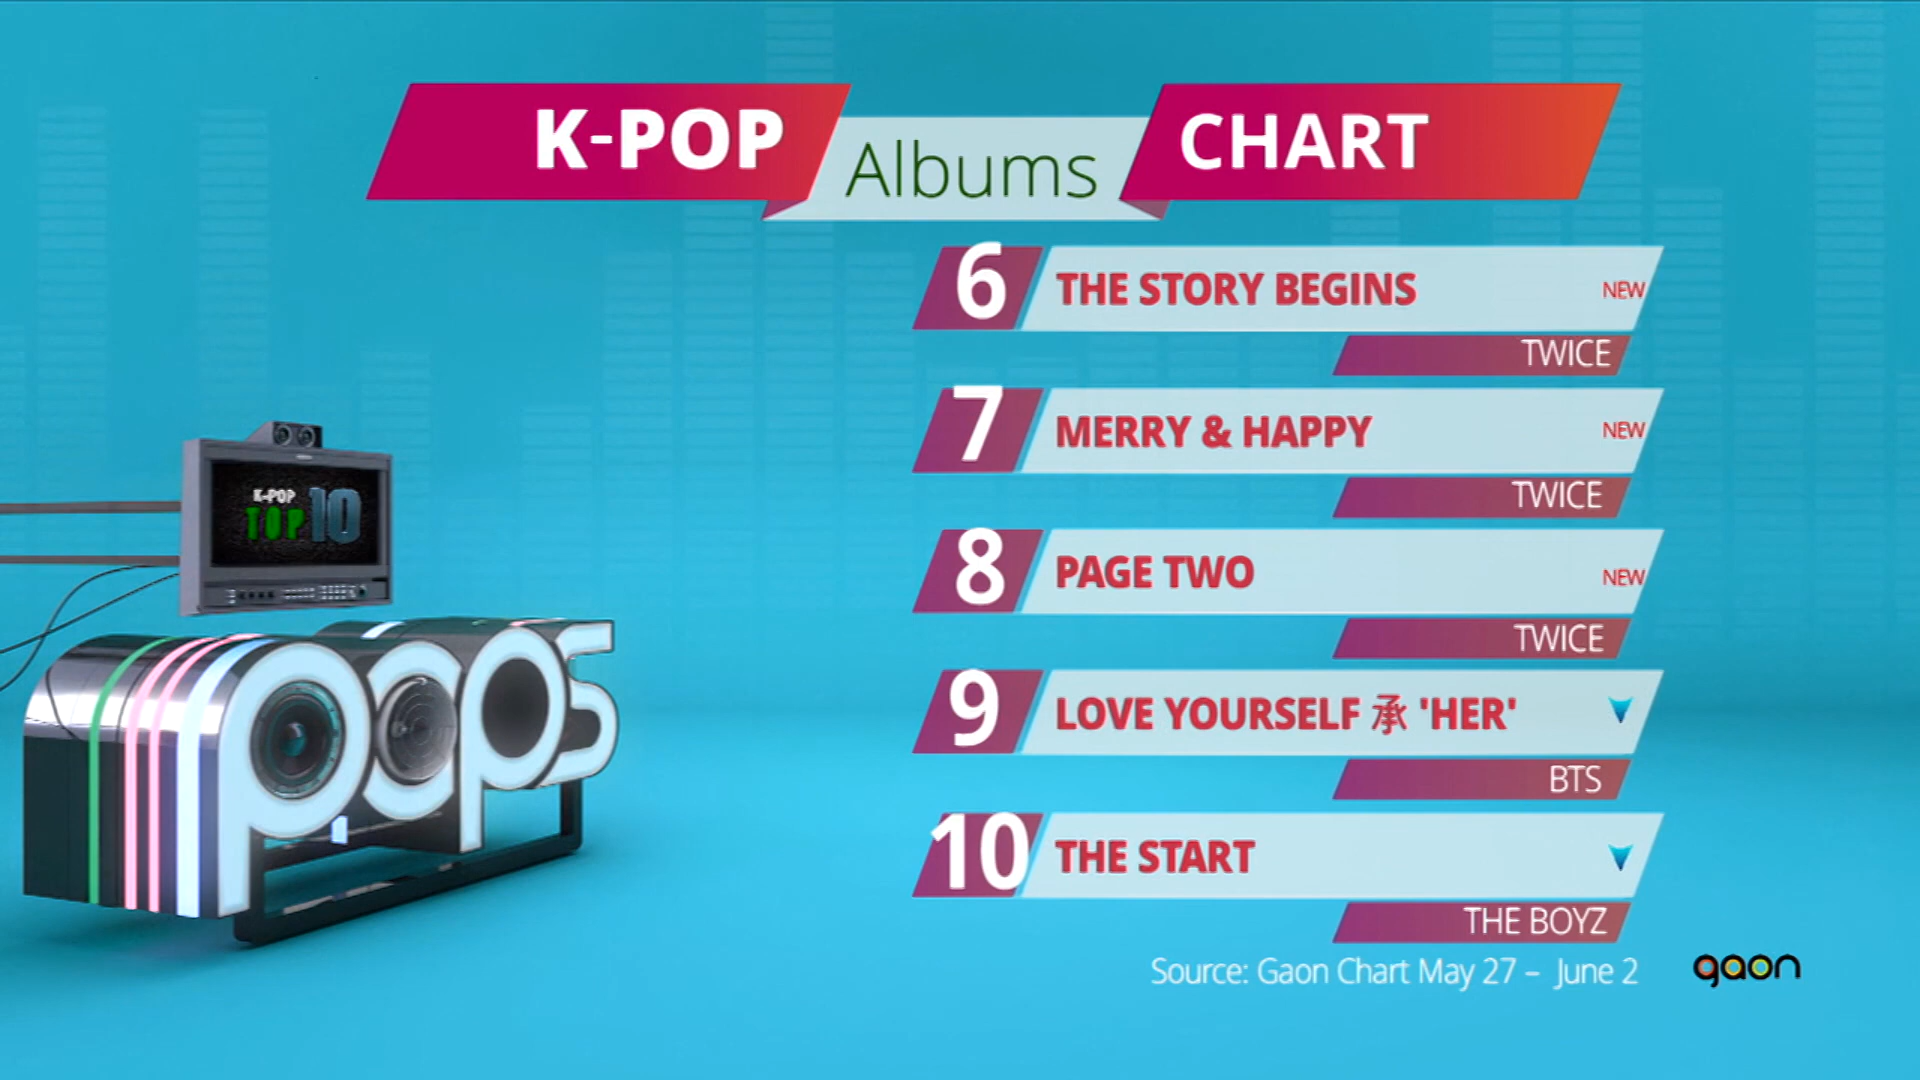 K-POP Albums CHART
6 THE STORY BEGINS NEW
TWICE
7 MERRY & HAPPY NEW
TWICE
8 PAGE TWO NEW
TWICE
9 LOVE YOURSELF 承 'HER'
BTS
10 THE START
THE BOYZ
Source: Gaon Chart May 27 – June 2
gaon
K-POP
TOP 10
pops